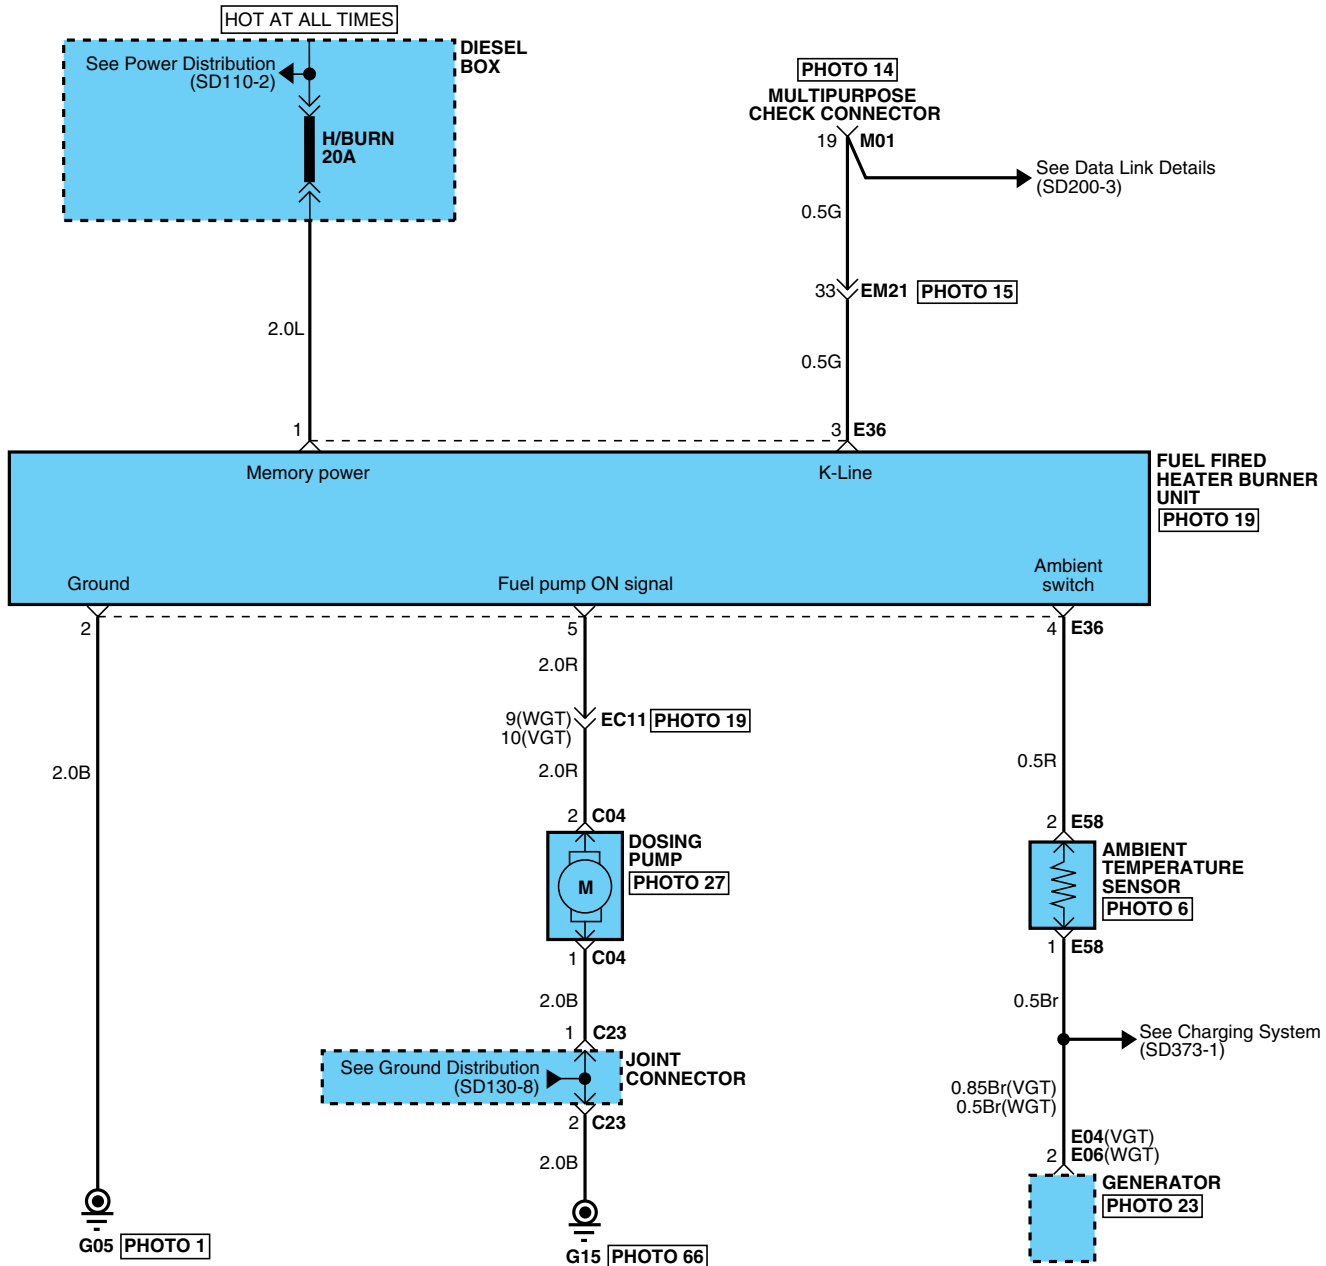 HOT AT ALL TIMES
DIESEL
BOX
See Power Distribution
(SD110-2)
H/BURN
20A
PHOTO 14
MULTIPURPOSE
CHECK CONNECTOR
19 M01
See Data Link Details
(SD200-3)
0.5G
33 EM21 PHOTO 15
2.0L
0.5G
1
3 E36
Memory power
K-Line
FUEL FIRED
HEATER BURNER
UNIT
PHOTO 19
Ground
Fuel pump ON signal
Ambient
switch
2
5
4 E36
2.0R
9(WGT)
10(VGT)
EC11 PHOTO 19
2.0B
2.0R
0.5R
2 C04
DOSING
PUMP
PHOTO 27
M
1 C04
2 E58
AMBIENT
TEMPERATURE
SENSOR
PHOTO 6
1 E58
2.0B
0.5Br
1 C23
See Ground Distribution
(SD130-8)
JOINT
CONNECTOR
2 C23
See Charging System
(SD373-1)
0.85Br(VGT)
0.5Br(WGT)
2.0B
E04(VGT)
2 E06(WGT)
GENERATOR
PHOTO 23
G05 PHOTO 1
G15 PHOTO 66